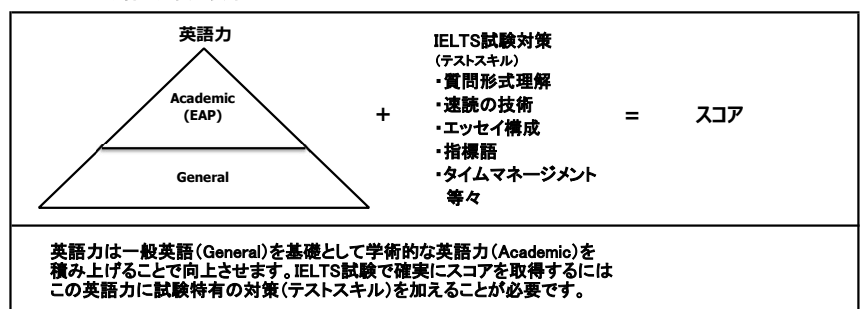 英語力
Academic
(EAP)
General
+
IELTS試験対策
(テストスキル)
・質問形式理解
・速読の技術
・エッセイ構成
・指標語
・タイムマネージメント
等々
=
スコア
英語力は一般英語(General)を基礎として学術的な英語力(Academic)を
積み上げることで向上させます。IELTS試験で確実にスコアを取得するには
この英語力に試験特有の対策(テストスキル)を加えることが必要です。